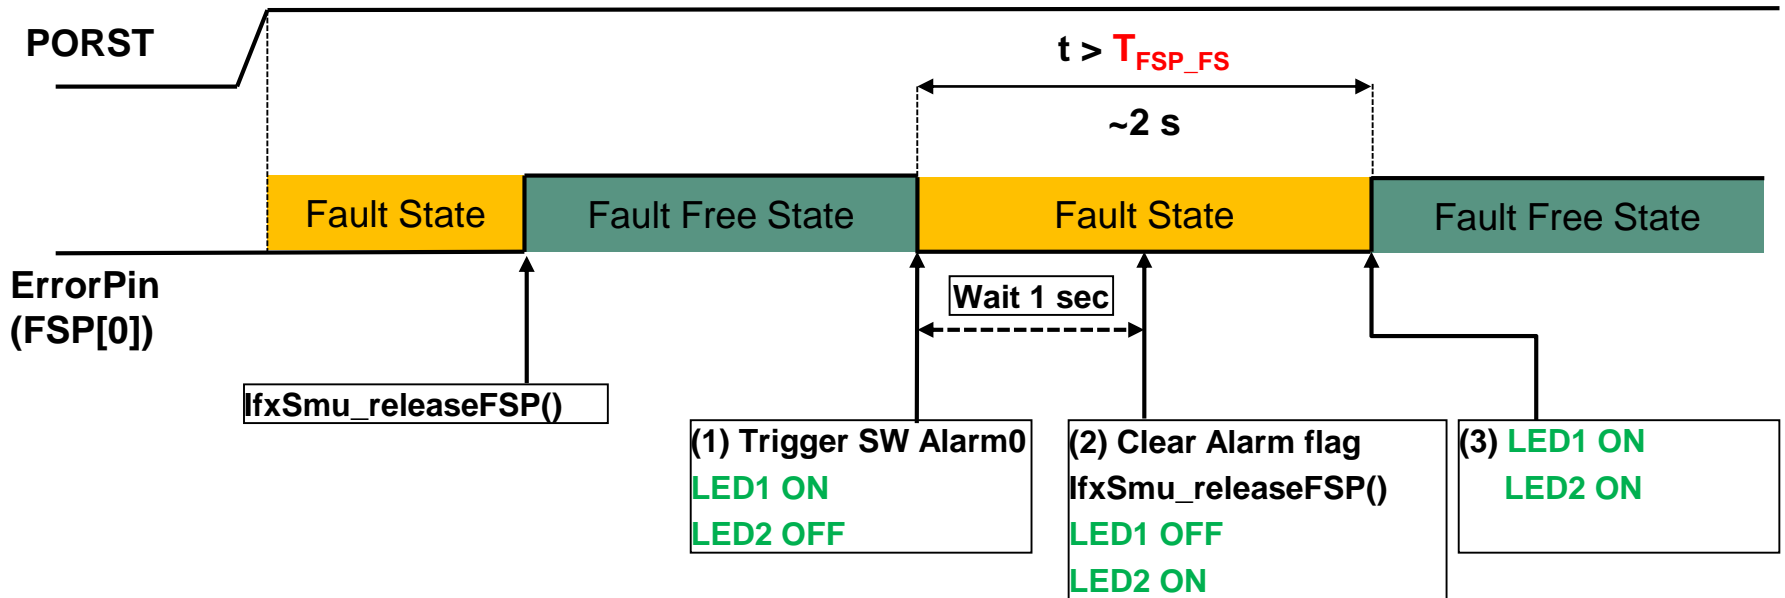 PORST
t > TFSP_FS
~2 s
Fault State
Fault Free State
Fault State
Fault Free State
ErrorPin
(FSP[0])
Wait 1 sec
IfxSmu_releaseFSP()
(1) Trigger SW Alarm0
LED1 ON
LED2 OFF
(2) Clear Alarm flag
IfxSmu_releaseFSP()
LED1 OFF
LED2 ON
(3) LED1 ON
LED2 ON